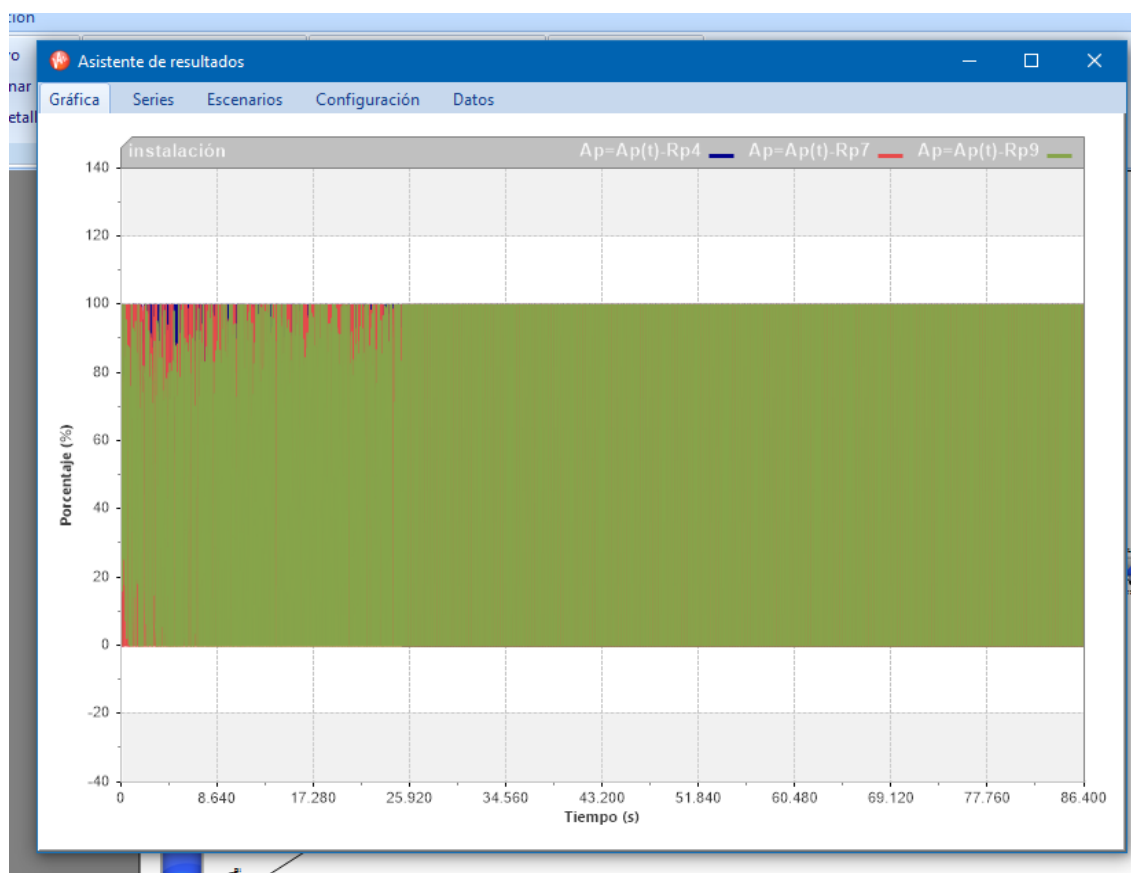 ción
ro
Asistente de resultados
nar
Gráfica Series Escenarios Configuración Datos
etall
instalación Ap=Ap(t)-Rp4 Ap=Ap(t)-Rp7 Ap=Ap(t)-Rp9
140
120
100
80
60
40
20
0
-20
-40
Porcentaje (%)
0 8.640 17.280 25.920 34.560 43.200 51.840 60.480 69.120 77.760 86.400
Tiempo (s)